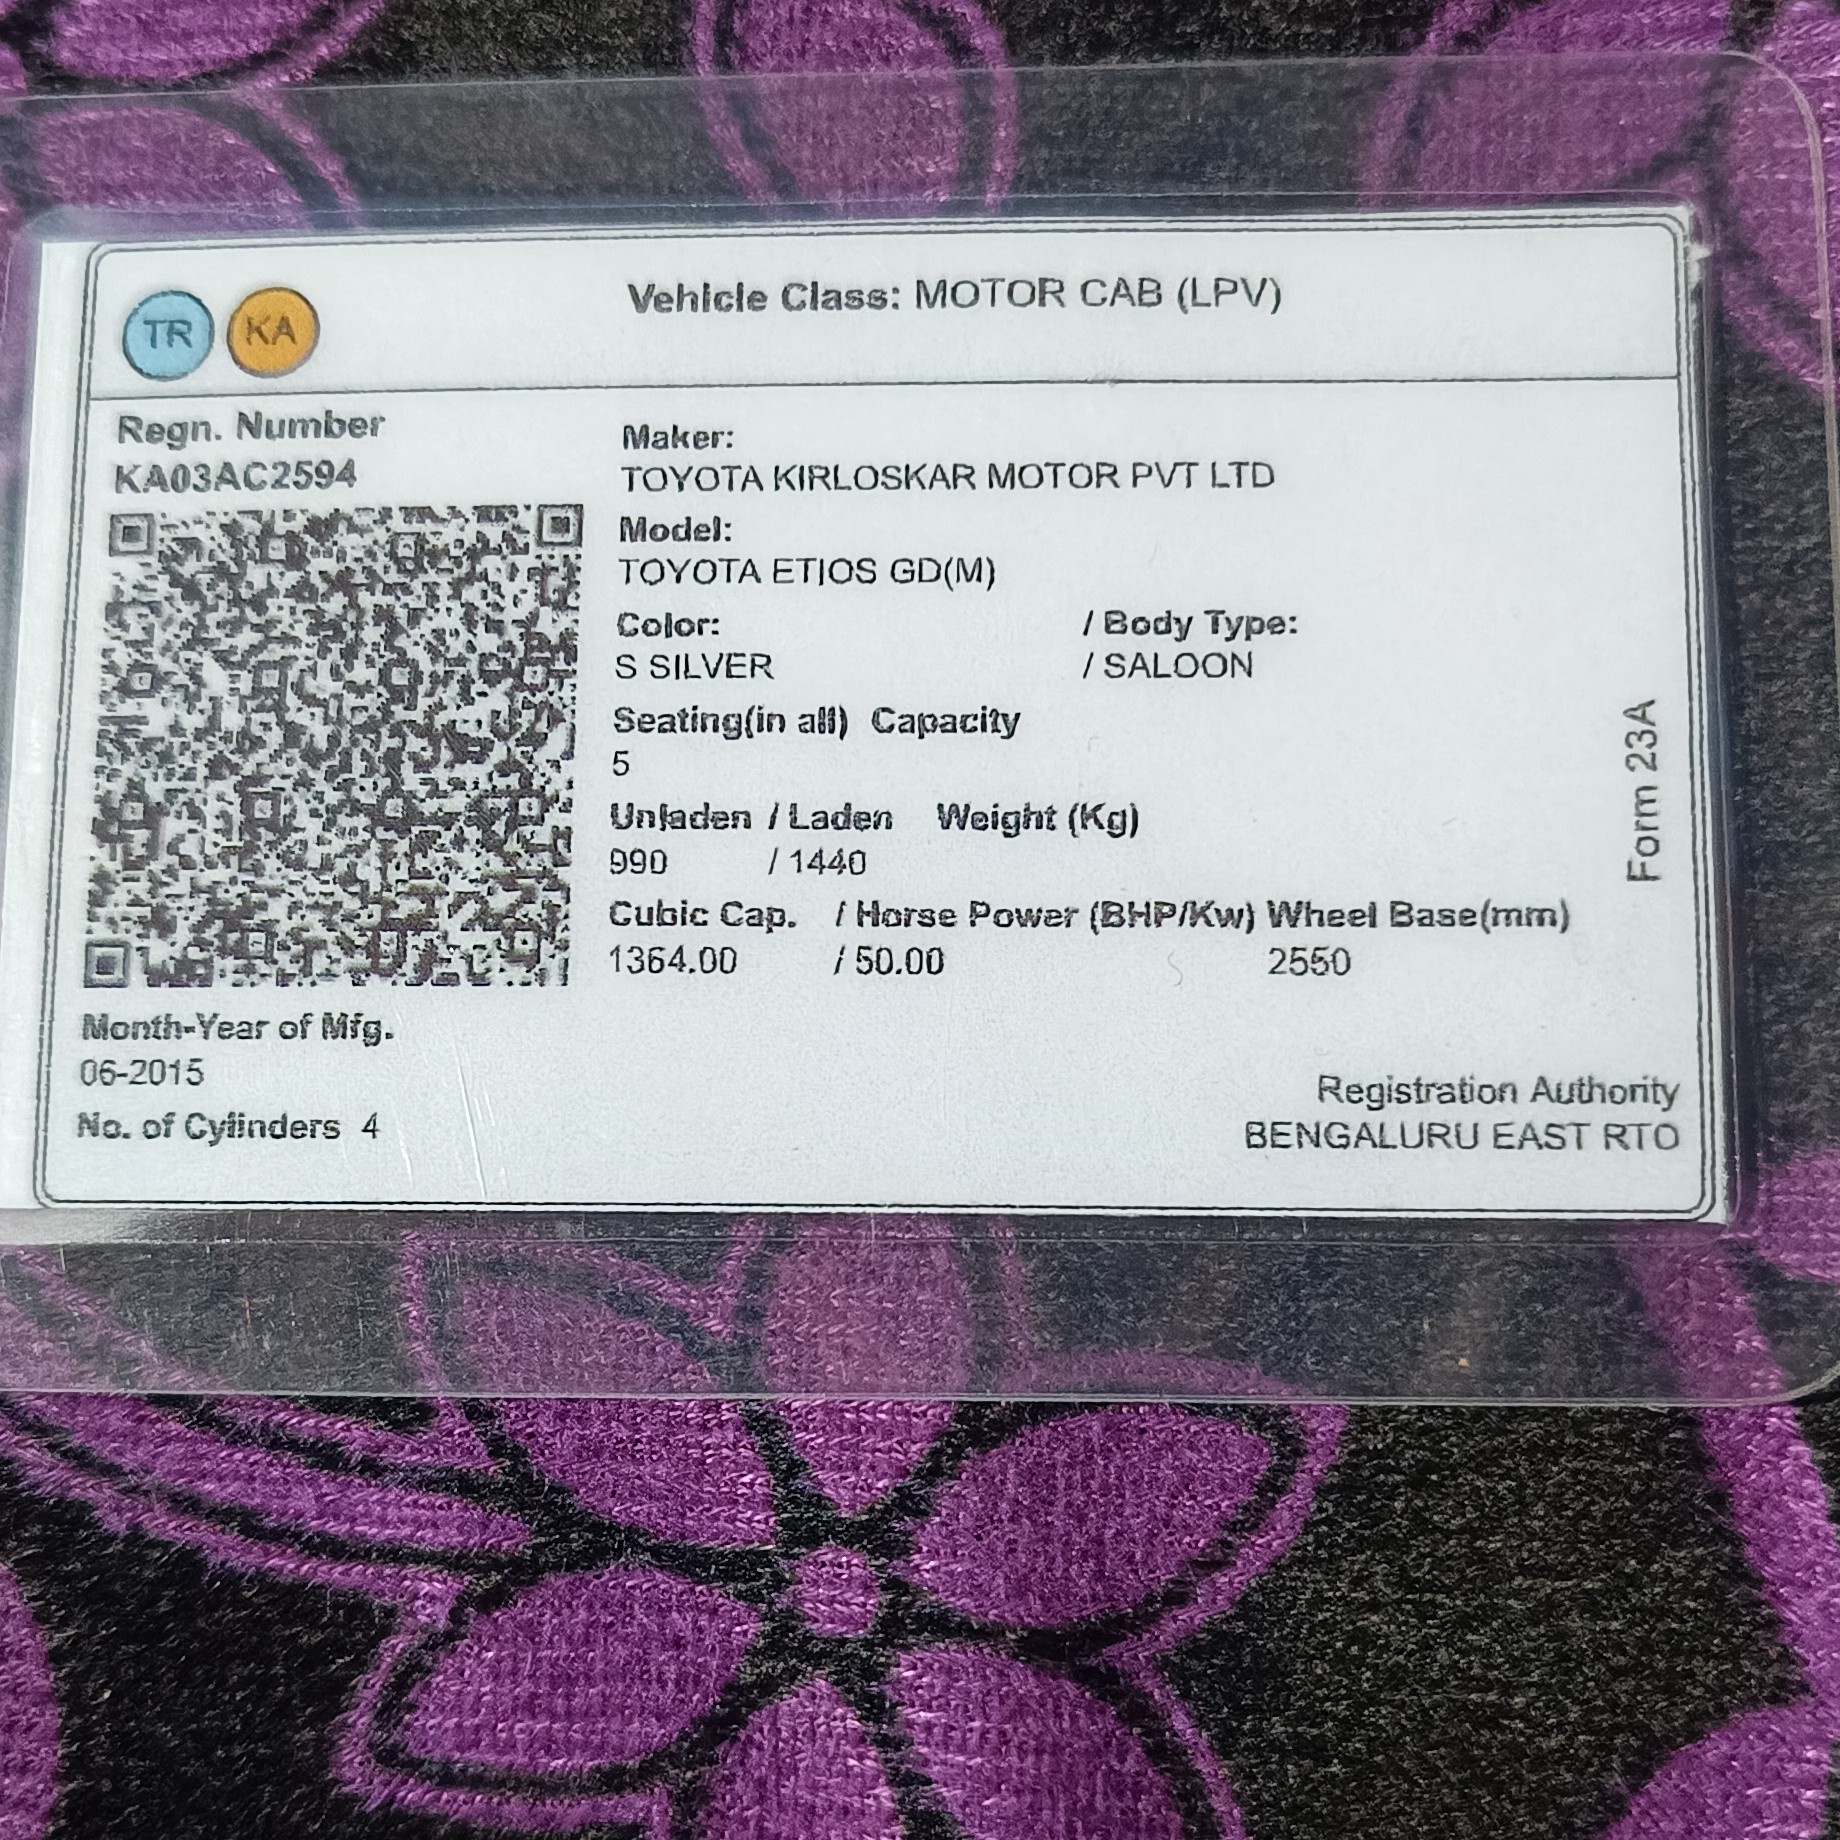 TR KA
Vehicle Class: MOTOR CAB (LPV)
Regn. Number
KA03AC2594
Maker:
TOYOTA KIRLOSKAR MOTOR PVT LTD
Model:
TOYOTA ETIOS GD(M)
Color: / Body Type:
S SILVER / SALOON
Seating(in all) Capacity
5
Unladen / Laden Weight (Kg)
990 / 1440
Cubic Cap. / Horse Power (BHP/Kw) Wheel Base(mm)
1364.00 / 50.00 2550
Form 23A
Month-Year of Mfg.
06-2015
No. of Cylinders 4
Registration Authority
BENGALURU EAST RTO